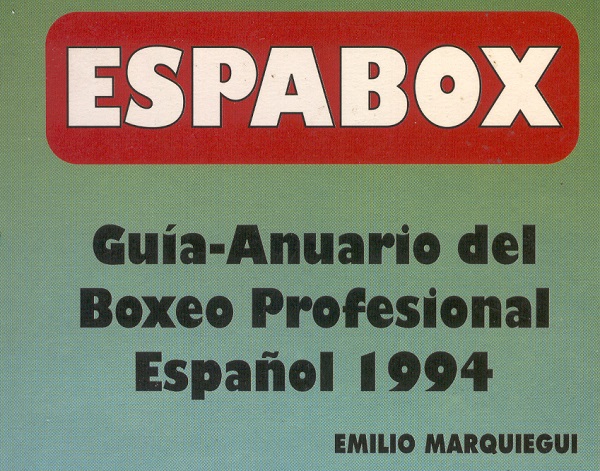 ESPABOX
Guía-Anuario del
Boxeo Profesional
Español 1994
EMILIO MARQUIEGUI